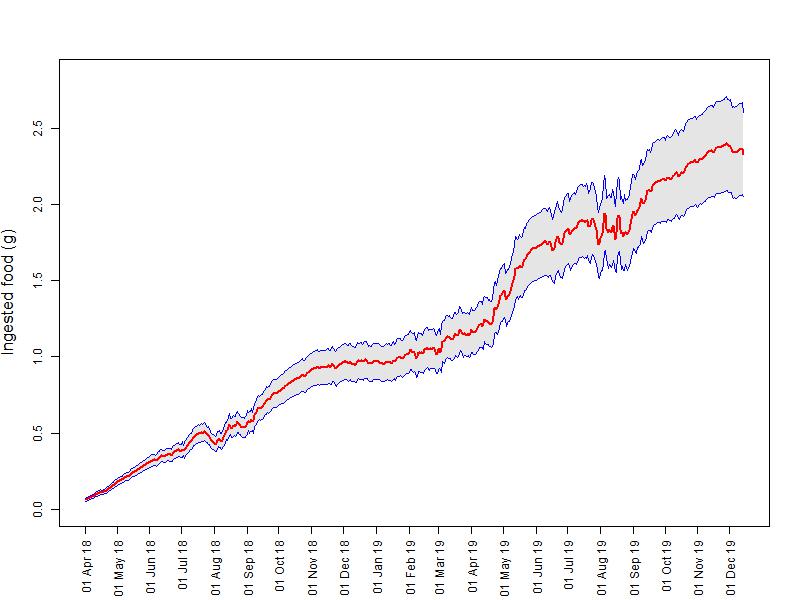 Ingested food (g)
2.5
2.0
1.5
1.0
0.5
0.0
01 Apr 18
01 May 18
01 Jun 18
01 Jul 18
01 Aug 18
01 Sep 18
01 Oct 18
01 Nov 18
01 Dec 18
01 Jan 19
01 Feb 19
01 Mar 19
01 Apr 19
01 May 19
01 Jun 19
01 Jul 19
01 Aug 19
01 Sep 19
01 Oct 19
01 Nov 19
01 Dec 19